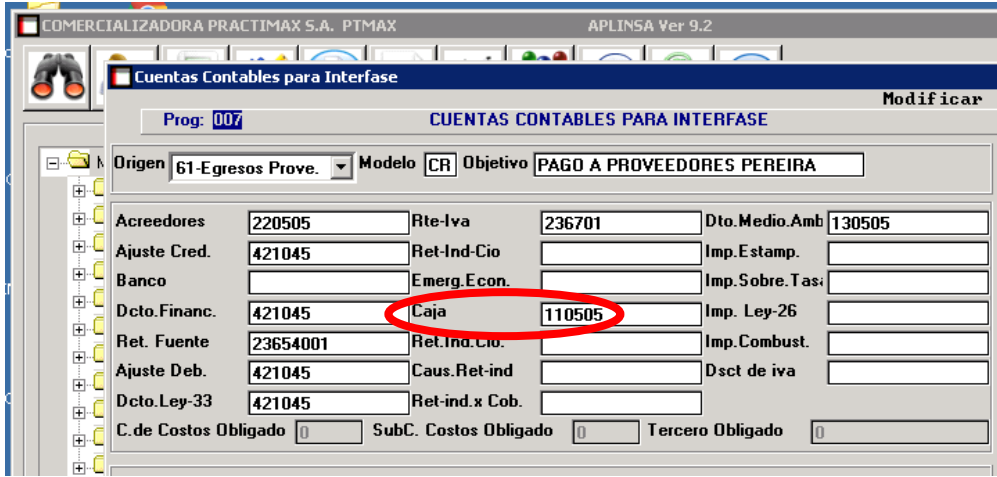 COMERCIALIZADORA PRACTIMAX S.A. PTMAX APLINSA Ver 9.2
Cuentas Contables para Interfase
Modificar
Prog: 007 CUENTAS CONTABLES PARA INTERFASE
Origen 61-Egresos Prove. Modelo CR Objetivo PAGO A PROVEEDORES PEREIRA
Acreedores 220505 Rte-Iva 236701 Dto.Medio.Amb 130505
Ajuste Cred. 421045 Ret-Ind-Cio Imp.Estamp.
Banco Emerg.Econ. Imp.Sobre.Tas
Dcto.Financ. 421045 Caja 110505 Imp. Ley-26
Ret. Fuente 23654001 Ret.Ind.Cio. Imp.Combust.
Ajuste Deb. 421045 Caus.Ret-ind Dsct de iva
Dcto.Ley-33 421045 Ret-ind.x Cob.
C.de Costos Obligado 0 SubC. Costos Obligado 0 Tercero Obligado 0